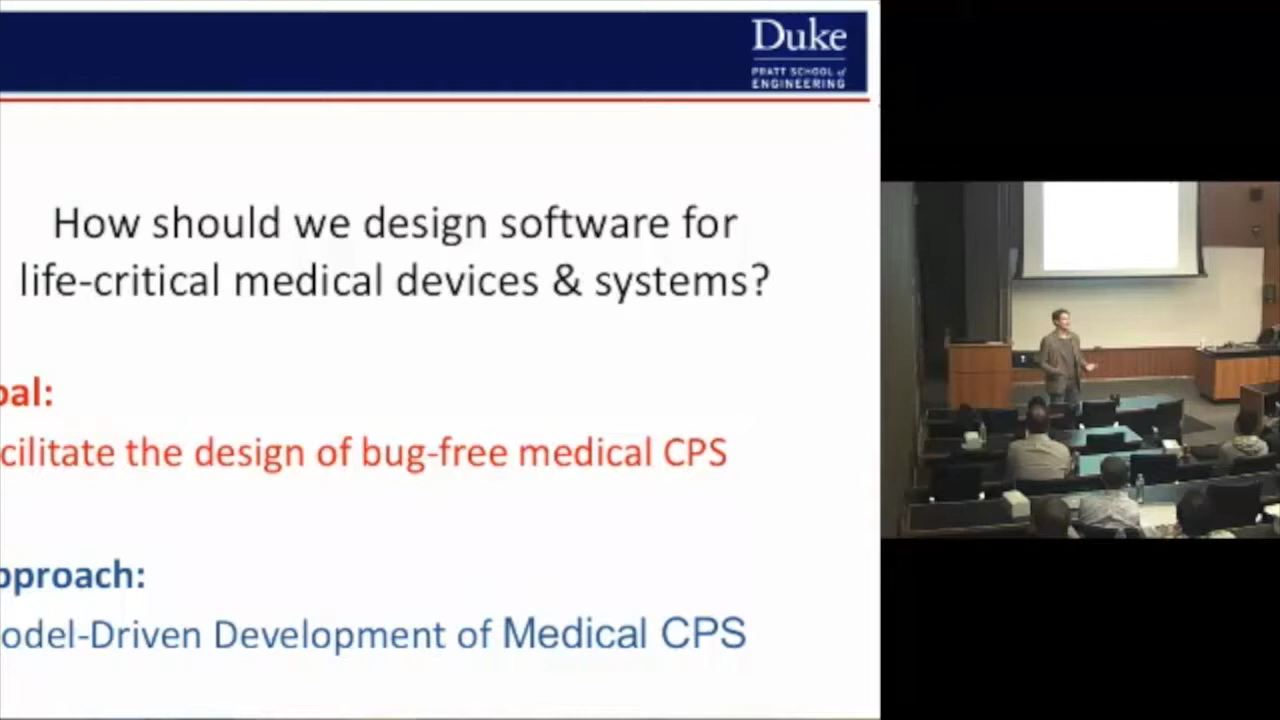 Duke
PRATT SCHOOL of
ENGINEERING
How should we design software for
life-critical medical devices & systems?
oal:
cilitate the design of bug-free medical CPS
pproach:
odel-Driven Development of Medical CPS